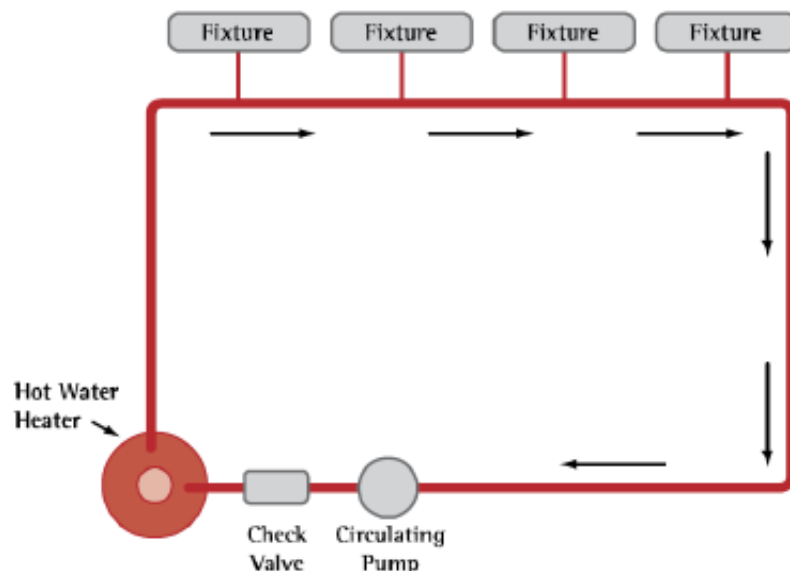 Fixture Fixture Fixture Fixture
Hot Water
Heater
Check Circulating
Valve Pump